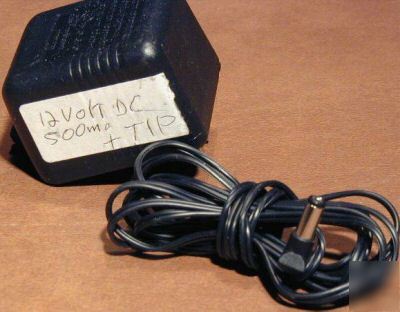 12 Volt DC
500ma
+ TIP